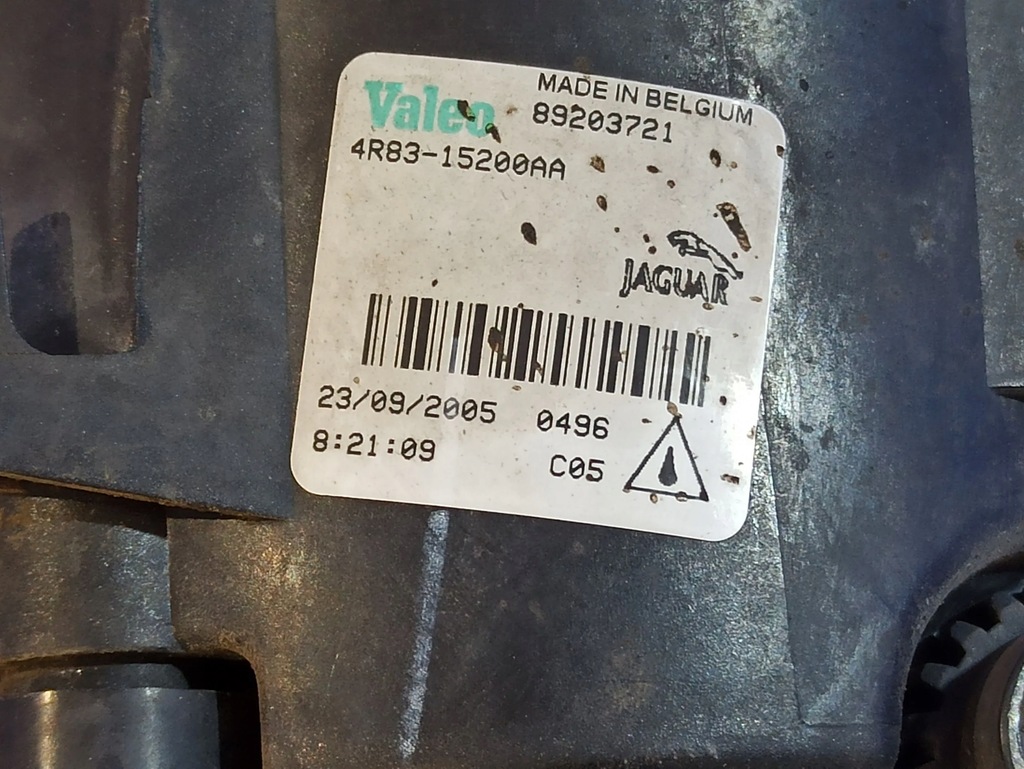 MADE IN BELGIUM
Valeo 89203721
4R83-15200AA
JAGUAR
23/09/2005 0496
8:21:09 C05